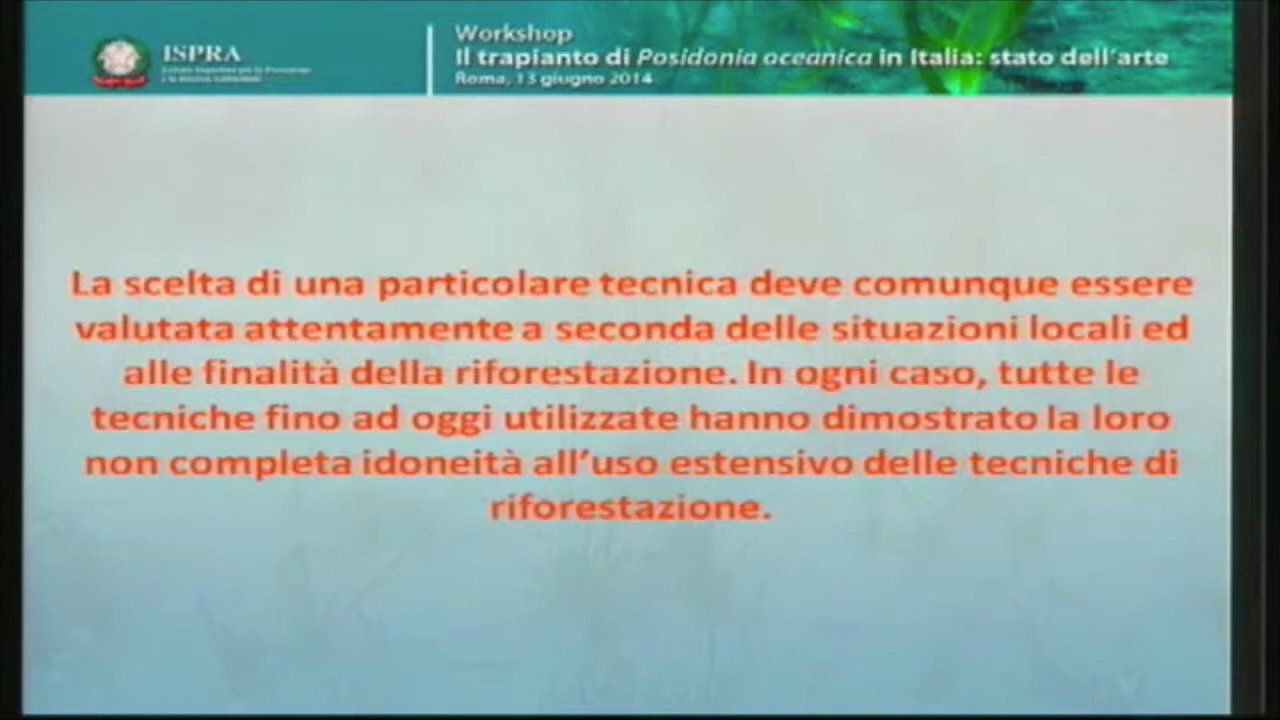 ISPRA
Workshop
Il trapianto di Posidonia oceanica in Italia: stato dell'arte
Roma, 13 giugno 2014
La scelta di una particolare tecnica deve comunque essere
valutata attentamente a seconda delle situazioni locali ed
alle finalità della riforestazione. In ogni caso, tutte le
tecniche fino ad oggi utilizzate hanno dimostrato la loro
non completa idoneità all'uso estensivo delle tecniche di
riforestazione.